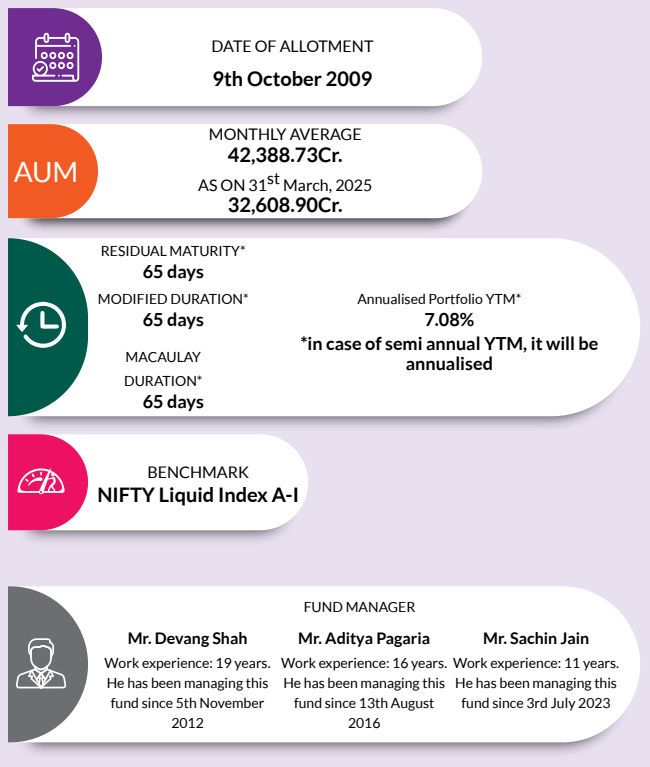 DATE OF ALLOTMENT
9th October 2009
AUM
MONTHLY AVERAGE
42,388.73Cr.
AS ON 31st March, 2025
32,608.90Cr.
RESIDUAL MATURITY*
65 days
MODIFIED DURATION*
65 days
MACAULAY
DURATION*
65 days
Annualised Portfolio YTM*
7.08%
*in case of semi annual YTM, it will be
annualised
BENCHMARK
NIFTY Liquid Index A-I
FUND MANAGER
Mr. Devang Shah
Work experience: 19 years.
He has been managing this
fund since 5th November
2012
Mr. Aditya Pagaria
Work experience: 16 years.
He has been managing this
fund since 13th August
2016
Mr. Sachin Jain
Work experience: 11 years.
He has been managing this
fund since 3rd July 2023